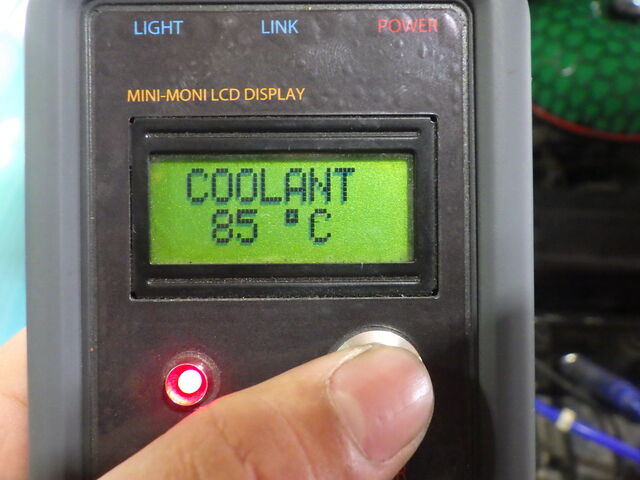 LIGHT LINK POWER
MINI-MONI LCD DISPLAY
COOLANT
85 °C